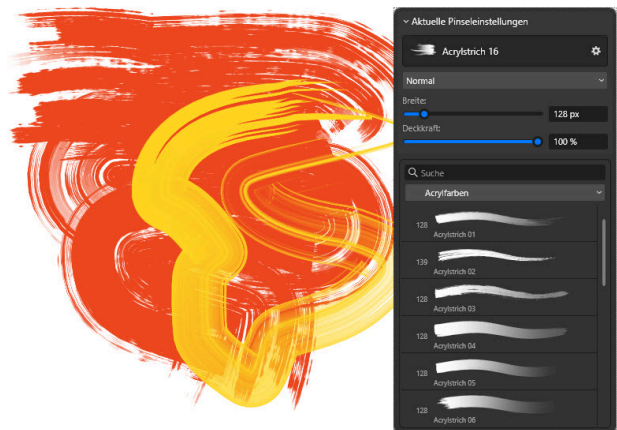 Aktuelle Pinseleinstellungen
Acrylstrich 16
Normal
Breite:
128 px
Deckkraft:
100 %
Suche
Acrylfarben
128
Acrylstrich 01
139
Acrylstrich 02
128
Acrylstrich 03
128
Acrylstrich 04
128
Acrylstrich 05
128
Acrylstrich 06